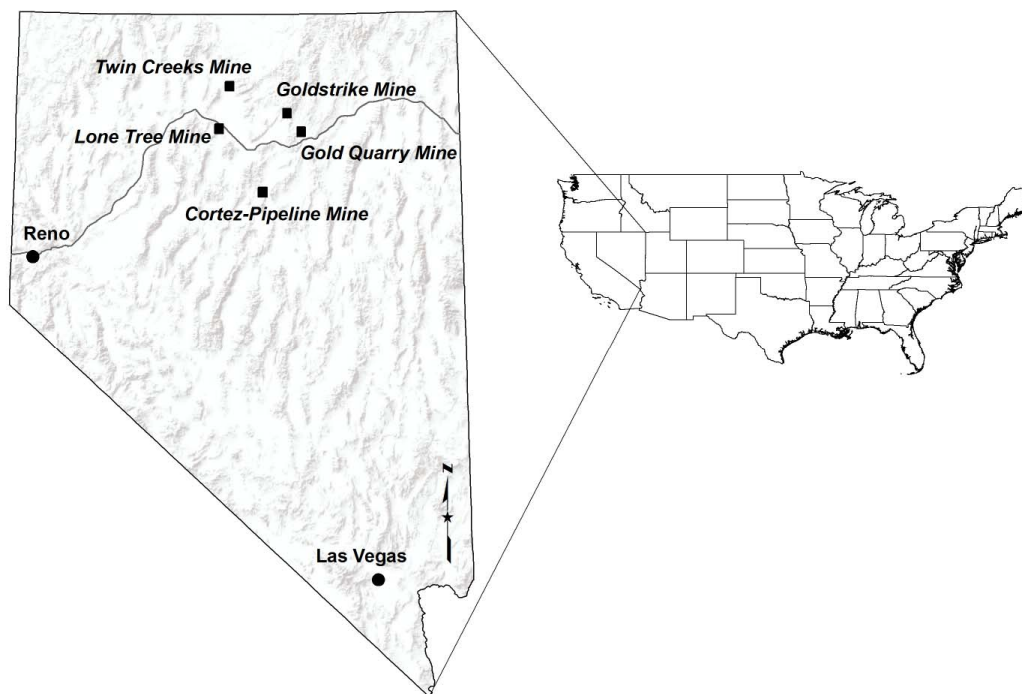 Twin Creeks Mine
Goldstrike Mine
Lone Tree Mine
Gold Quarry Mine
Cortez-Pipeline Mine
Reno
N
Las Vegas